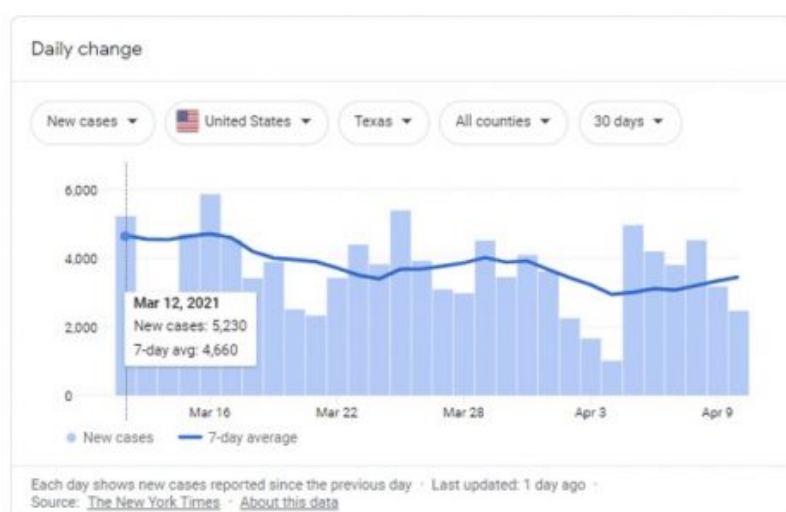 Daily change
New cases United States Texas All counties 30 days
6,000
4,000
2,000
0
Mar 12, 2021
New cases: 5,230
7-day avg: 4,660
Mar 16 Mar 22 Mar 28 Apr 3 Apr 9
New cases 7-day average
Each day shows new cases reported since the previous day · Last updated: 1 day ago ·
Source: The New York Times · About this data